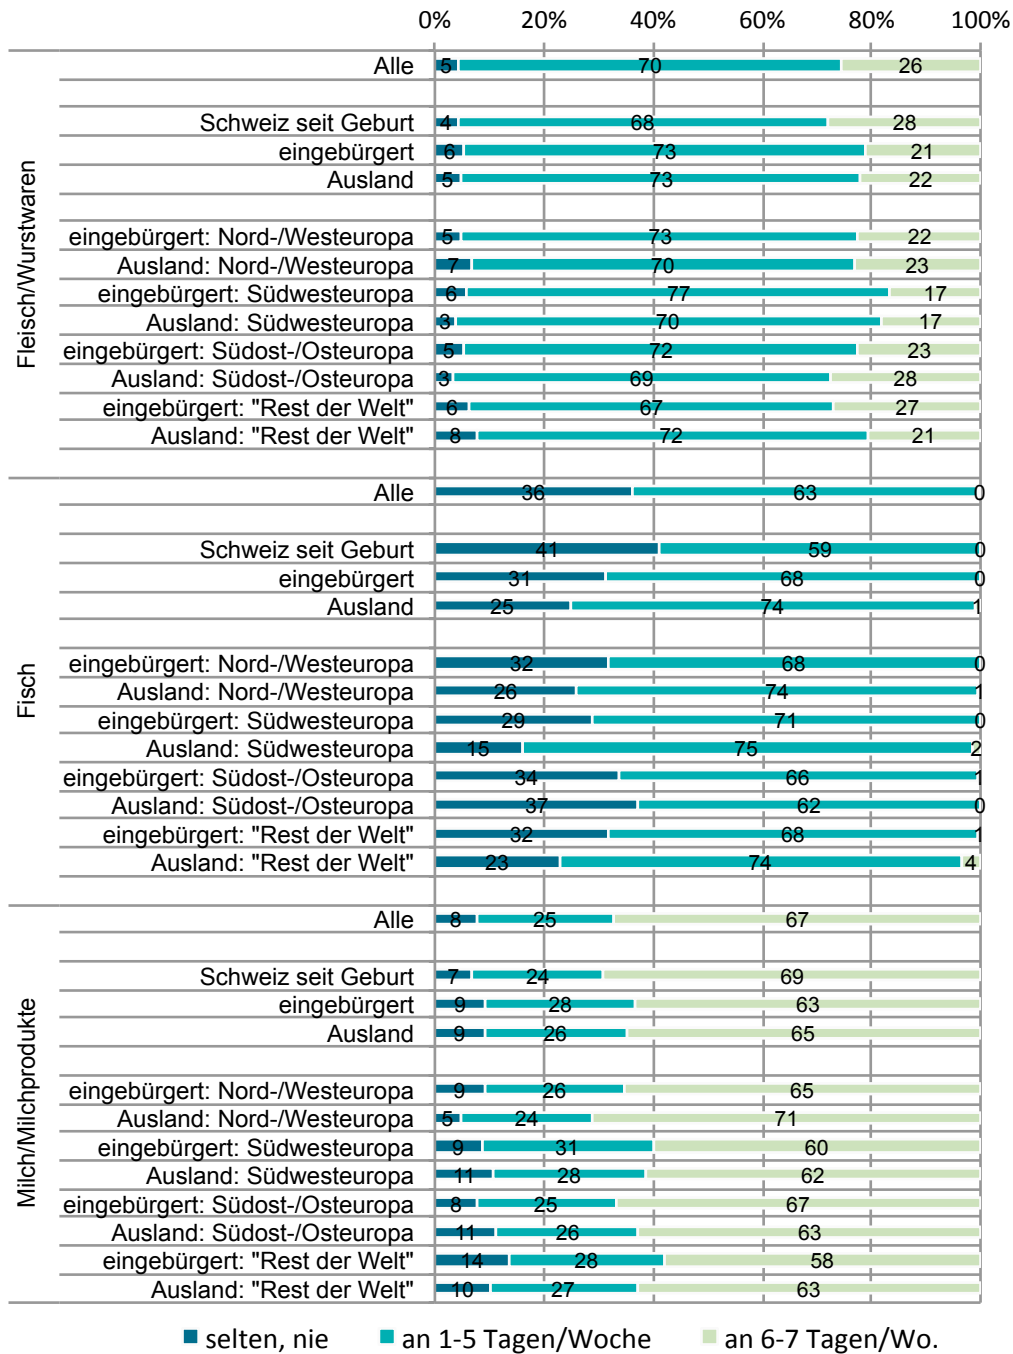 0% 20% 40% 60% 80% 100%
Fleisch/Wurstwaren
Alle 5 70 26
Schweiz seit Geburt 4 68 28
eingebürgert 6 73 21
Ausland 5 73 22
eingebürgert: Nord-/Westeuropa 5 73 22
Ausland: Nord-/Westeuropa 7 70 23
eingebürgert: Südwesteuropa 6 77 17
Ausland: Südwesteuropa 3 70 17
eingebürgert: Südost-/Osteuropa 5 72 23
Ausland: Südost-/Osteuropa 3 69 28
eingebürgert: "Rest der Welt" 6 67 27
Ausland: "Rest der Welt" 8 72 21
Fisch
Alle 36 63 0
Schweiz seit Geburt 41 59 0
eingebürgert 31 68 0
Ausland 25 74 1
eingebürgert: Nord-/Westeuropa 32 68 0
Ausland: Nord-/Westeuropa 26 74 1
eingebürgert: Südwesteuropa 29 71 0
Ausland: Südwesteuropa 15 75 2
eingebürgert: Südost-/Osteuropa 34 66 1
Ausland: Südost-/Osteuropa 37 62 0
eingebürgert: "Rest der Welt" 32 68 1
Ausland: "Rest der Welt" 23 74 4
Milch/Milchprodukte
Alle 8 25 67
Schweiz seit Geburt 7 24 69
eingebürgert 9 28 63
Ausland 9 26 65
eingebürgert: Nord-/Westeuropa 9 26 65
Ausland: Nord-/Westeuropa 5 24 71
eingebürgert: Südwesteuropa 9 31 60
Ausland: Südwesteuropa 11 28 62
eingebürgert: Südost-/Osteuropa 8 25 67
Ausland: Südost-/Osteuropa 11 26 63
eingebürgert: "Rest der Welt" 14 28 58
Ausland: "Rest der Welt" 10 27 63
selten, nie an 1-5 Tagen/Woche an 6-7 Tagen/Wo.